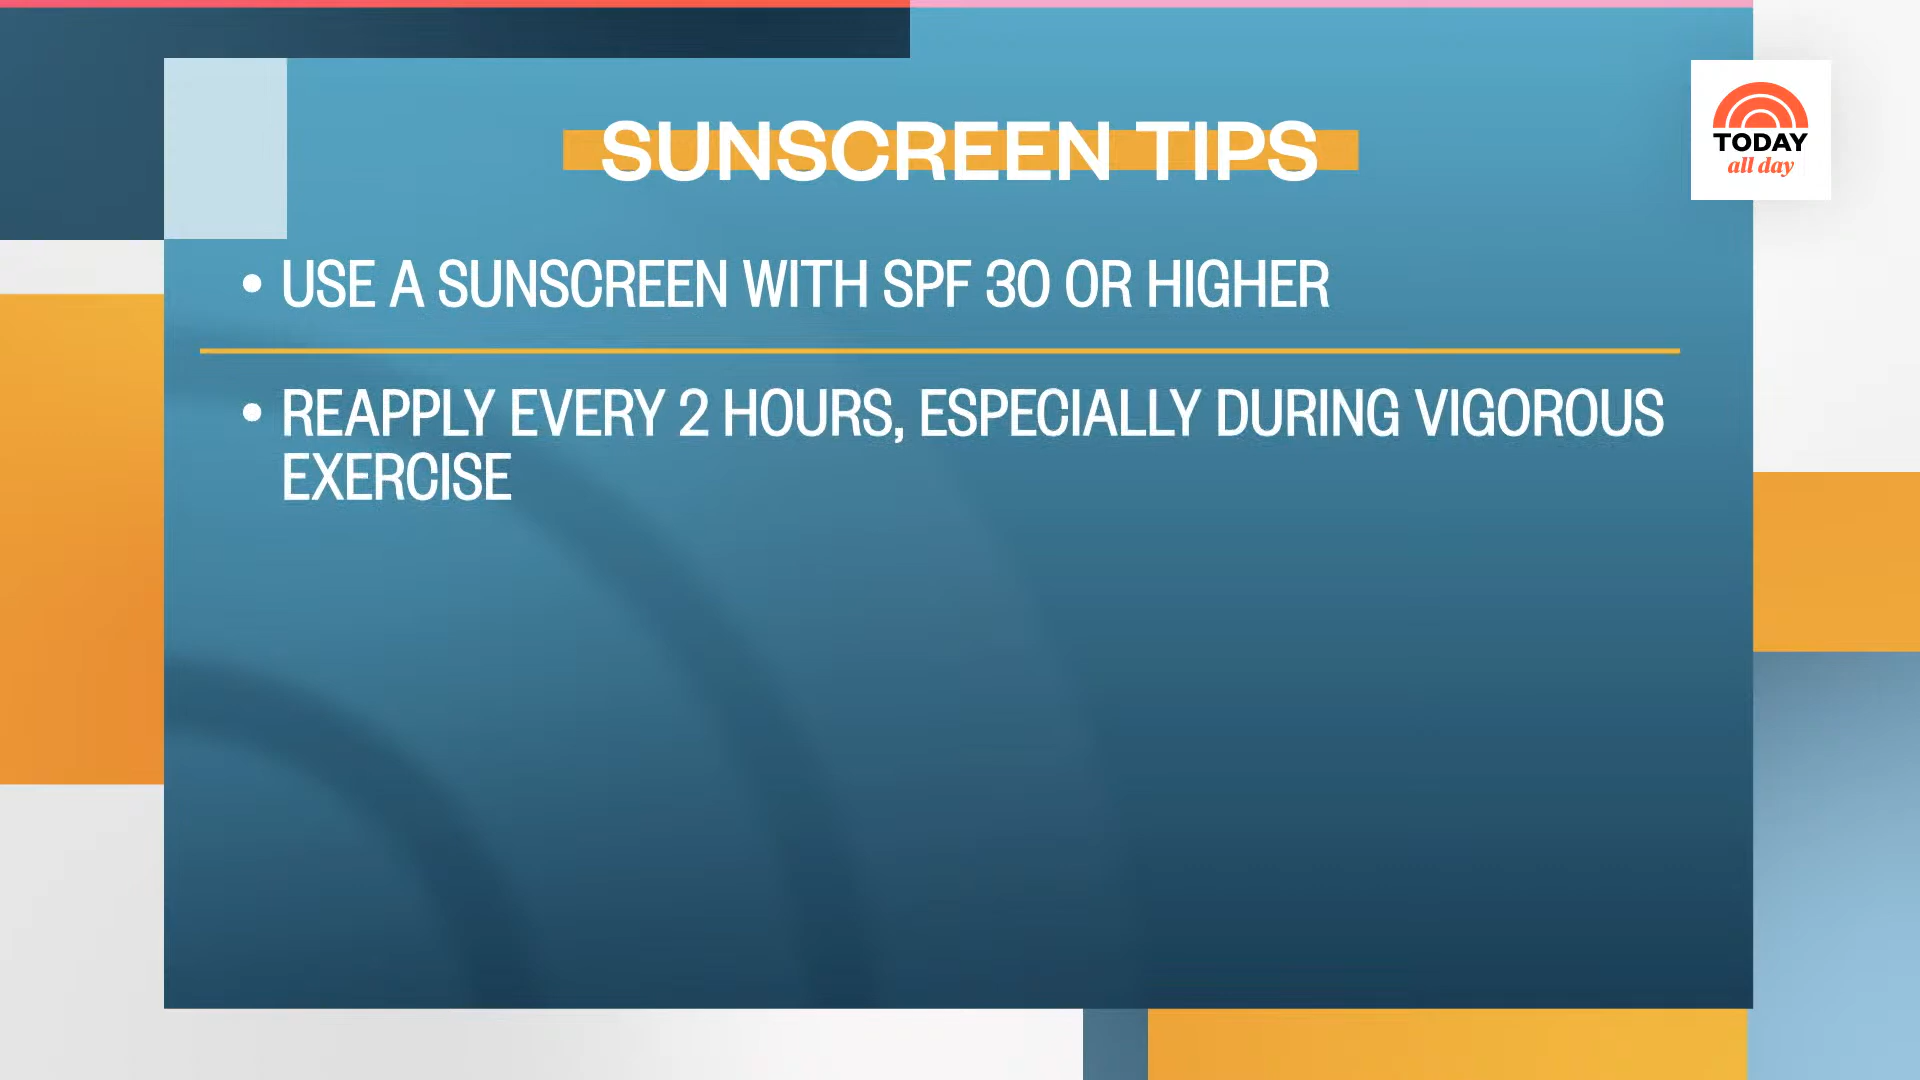 SUNSCREEN TIPS
TODAY
all day
• USE A SUNSCREEN WITH SPF 30 OR HIGHER
• REAPPLY EVERY 2 HOURS, ESPECIALLY DURING VIGOROUS
EXERCISE